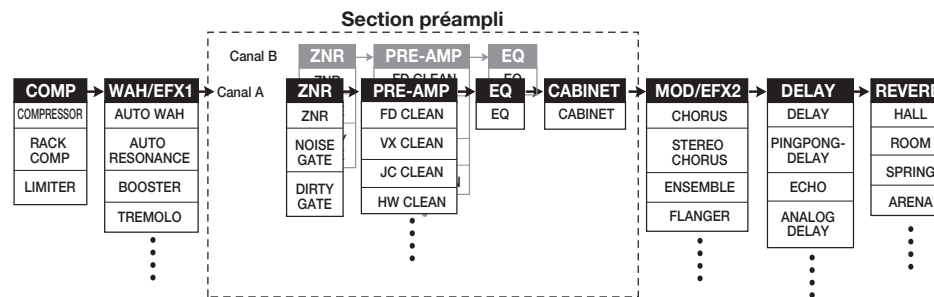 Section préampli
Canal B
ZNR
PRE-AMP
EQ
Canal A
COMP
COMPRESSOR
RACK
COMP
LIMITER
WAH/EFX1
AUTO WAH
AUTO
RESONANCE
BOOSTER
TREMOLO
ZNR
ZNR
NOISE
GATE
DIRTY
GATE
PRE-AMP
FD CLEAN
VX CLEAN
JC CLEAN
HW CLEAN
EQ
EQ
CABINET
CABINET
MOD/EFX2
CHORUS
STEREO
CHORUS
ENSEMBLE
FLANGER
DELAY
DELAY
PINGPONG-
DELAY
ECHO
ANALOG
DELAY
REVERB
HALL
ROOM
SPRING
ARENA